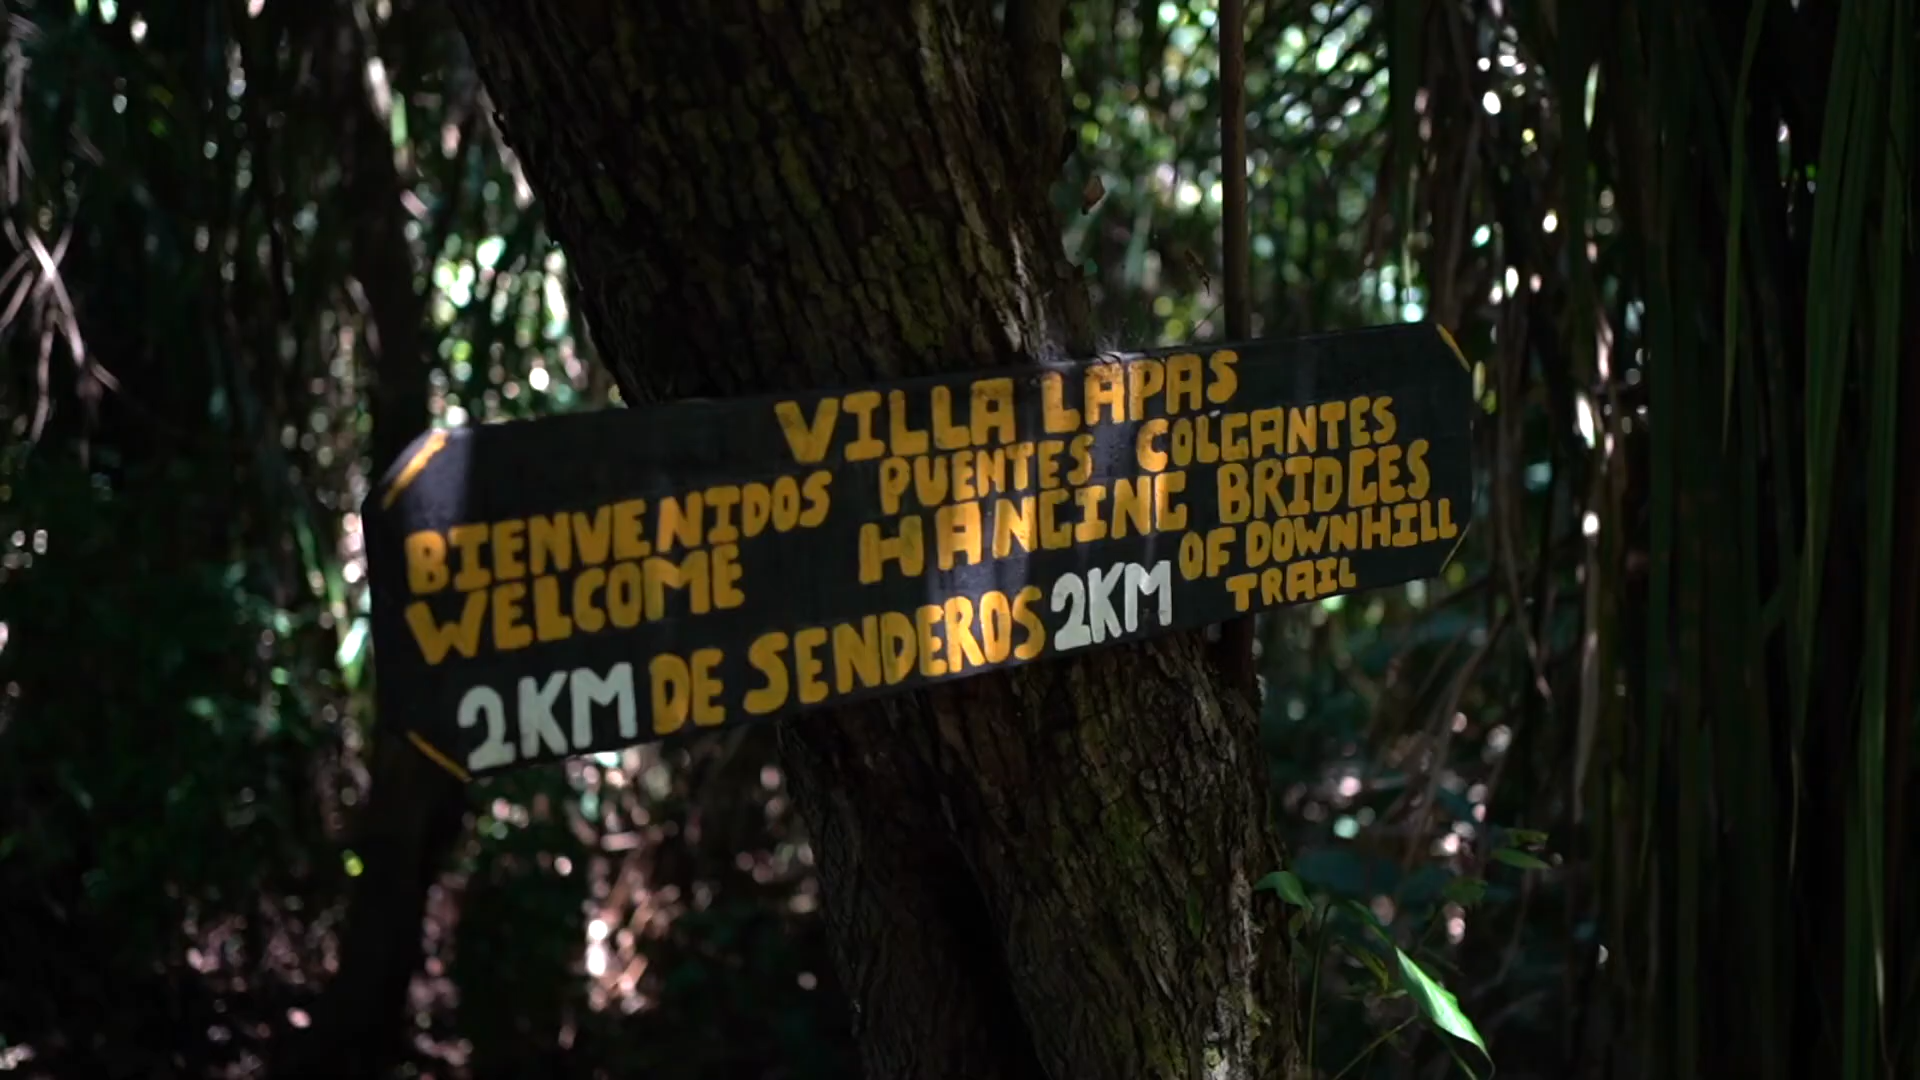 VILLA LAPAS
BIENVENIDOS PUENTES COLGANTES
WELCOME HANGING BRIDGES
2KM DE SENDEROS 2KM OF DOWNHILL
TRAIL